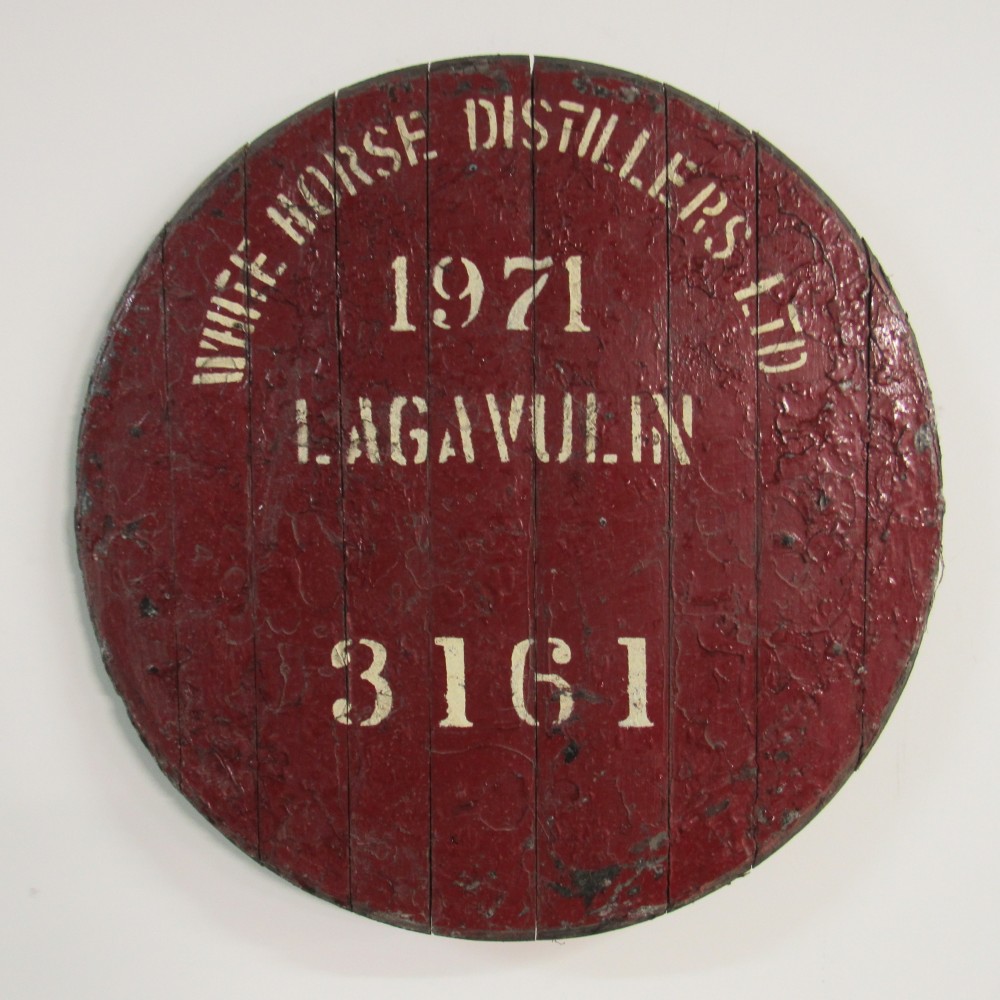 WHITE HORSE DISTILLERS LTD
1971
LAGAVULIN
3161